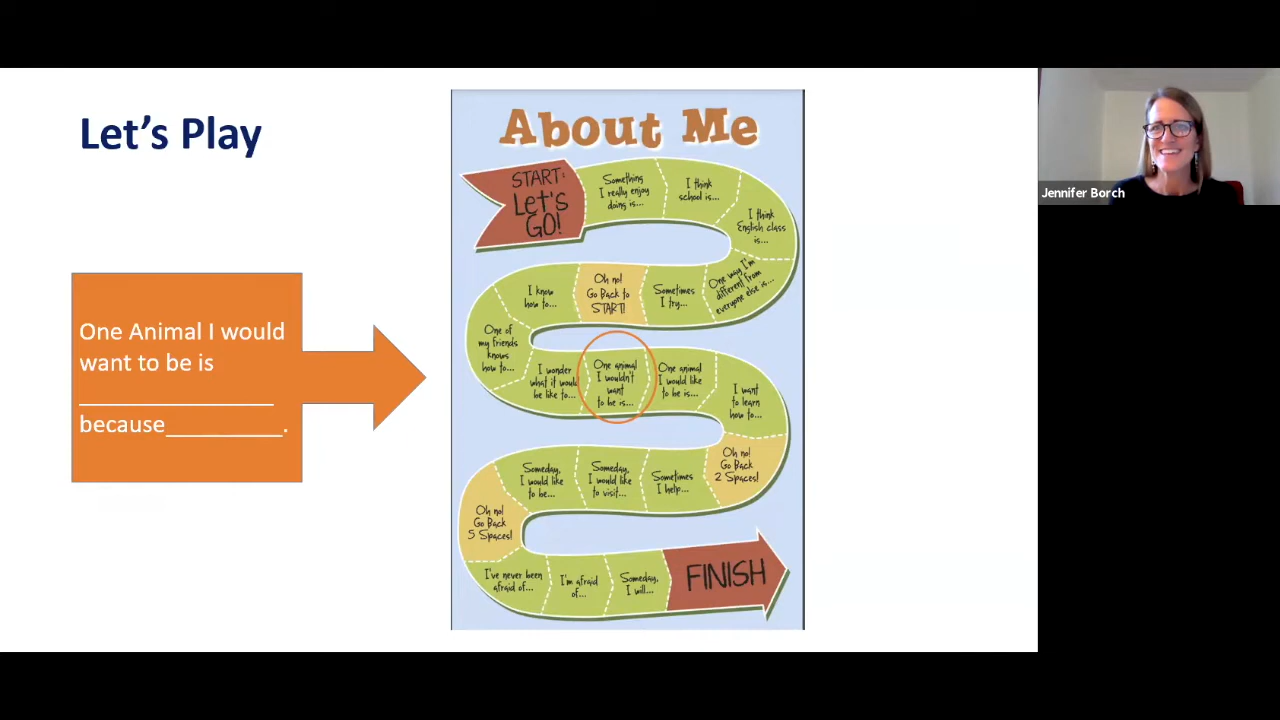 Let's Play
One Animal I would
want to be is
_______________
because_________.
About Me
START:
Let's
GO!
Something
I really enjoy
doing is...
I think
school is...
I think
English class
is...
One way I'm
different from
everyone else is...
Sometimes
I try...
Oh no!
Go Back to
START!
I know
how to...
One of
my friends
knows
how to...
I wonder
what it would
be like to...
One animal
I wouldn't
want
to be is...
One animal
I would like
to be is...
I want
to learn
how to...
Oh no!
Go Back
2 Spaces!
Sometimes
I help...
Someday,
I would like
to visit...
Someday,
I would like
to be...
Oh no!
Go Back
5 Spaces!
I've never been
afraid of...
I'm afraid
of...
Someday,
I will...
FINISH
Jennifer Borch